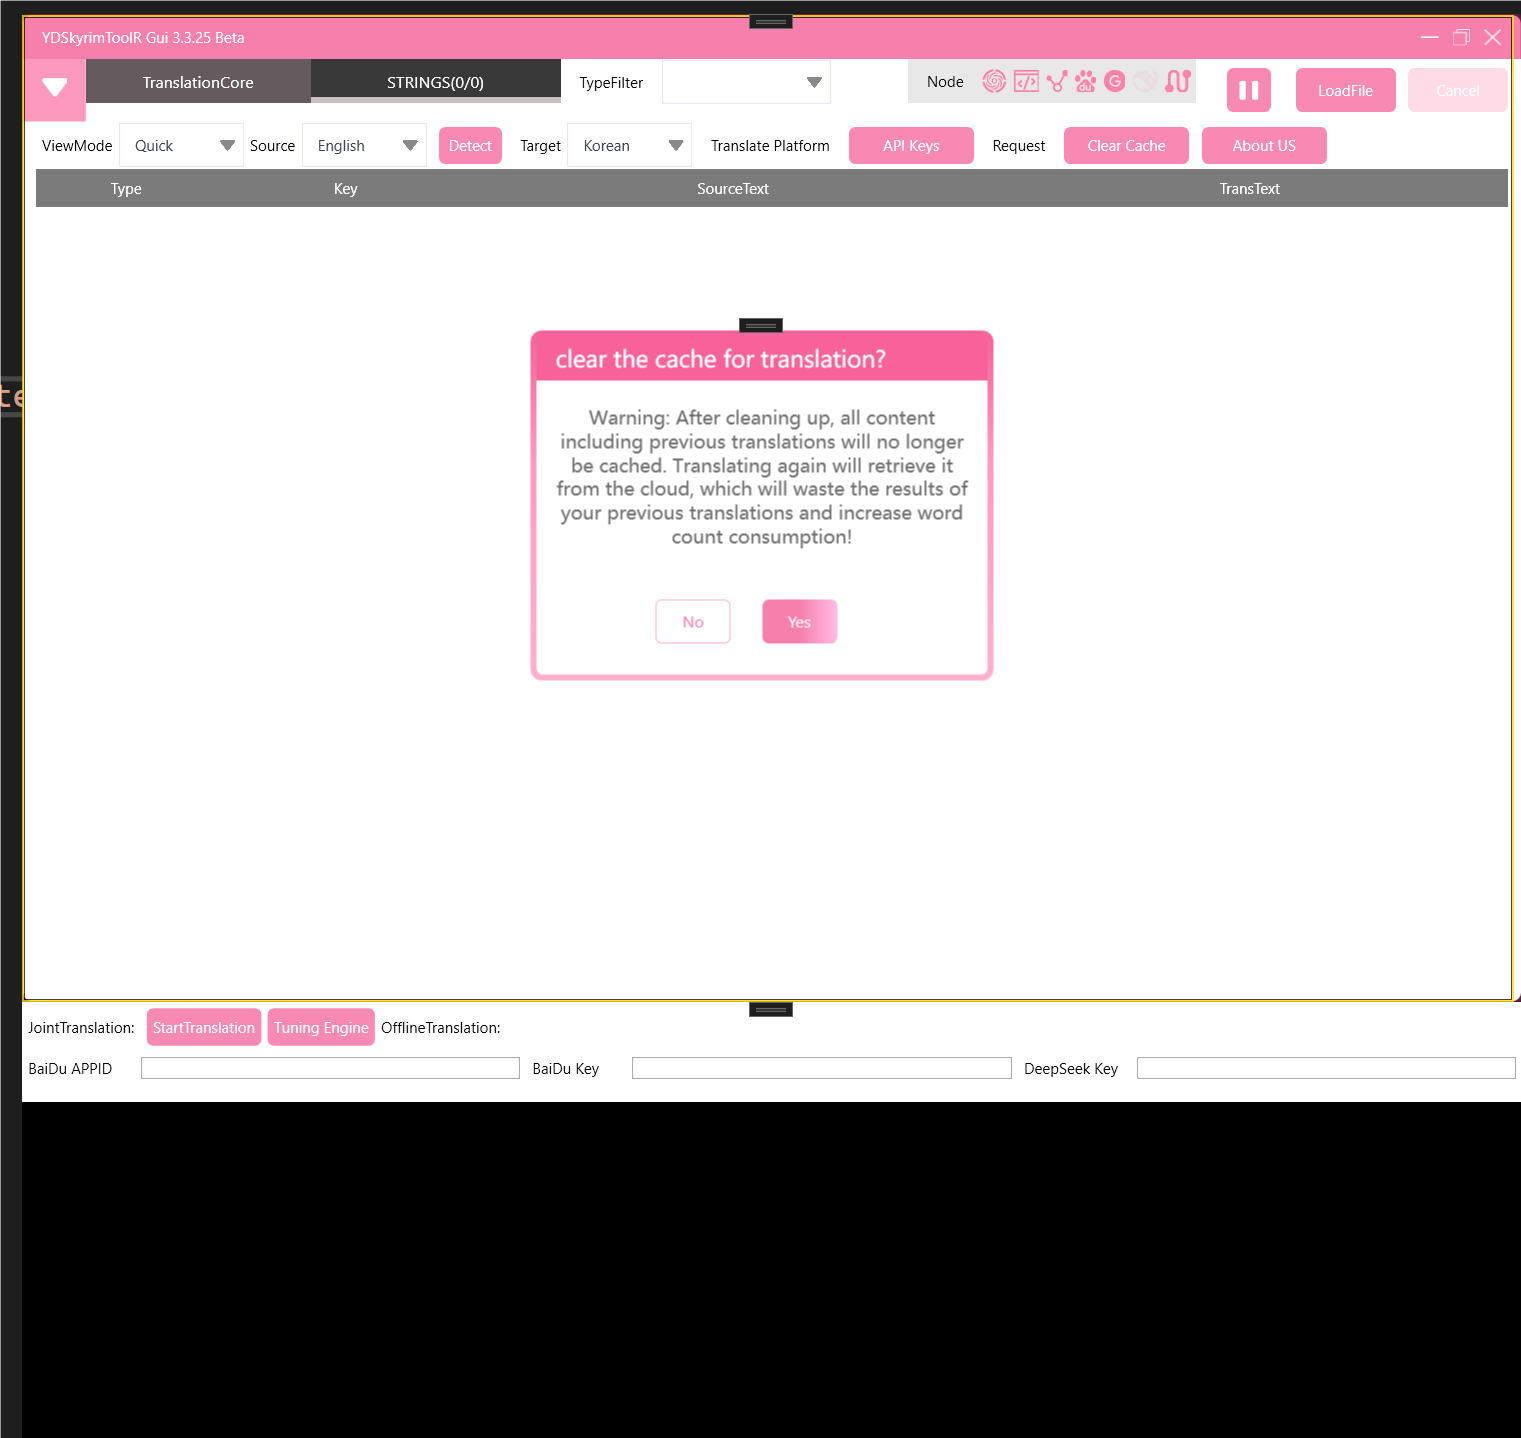 YDSkyrimToolR Gui 3.3.25 Beta
TranslationCore
STRINGS(0/0)
TypeFilter
Node
LoadFile
Cancel
ViewMode
Quick
Source
English
Detect
Target
Korean
Translate Platform
API Keys
Request
Clear Cache
About US
Type
Key
SourceText
TransText
clear the cache for translation?
Warning: After cleaning up, all content
including previous translations will no longer
be cached. Translating again will retrieve it
from the cloud, which will waste the results of
your previous translations and increase word
count consumption!
No
Yes
te
JointTranslation:
StartTranslation
Tuning Engine
OfflineTranslation:
BaiDu APPID
BaiDu Key
DeepSeek Key